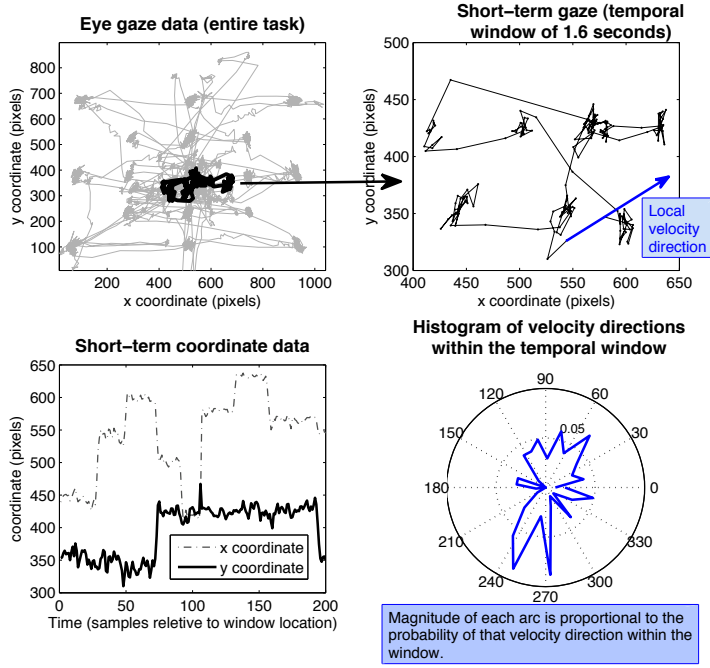 Eye gaze data (entire task)
900
800
700
600
500
400
300
200
100
200
400
600
800
1000
y coordinate (pixels)
x coordinate (pixels)
Short−term gaze (temporal
window of 1.6 seconds)
500
450
400
350
300
400
450
500
550
600
650
y coordinate (pixels)
x coordinate (pixels)
Local
velocity
direction
Short−term coordinate data
650
600
550
500
450
400
350
300
0
50
100
150
200
coordinate (pixels)
Time (samples reletive to window location)
x coordinate
y coordinate
Histogram of velocity directions
within the temporal window
90
60
30
0
330
300
270
240
210
180
150
120
0.05
Magnitude of each arc is proportional to the
probability of that velocity direction within the
window.